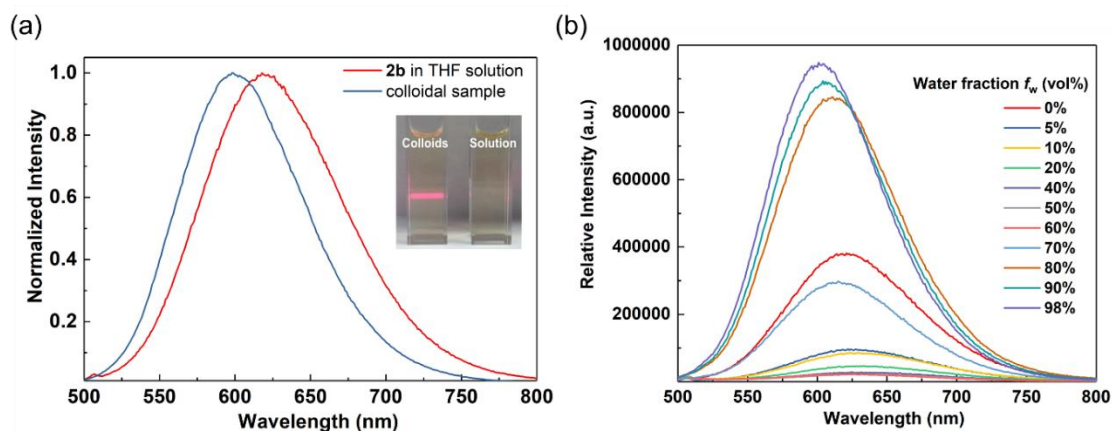 (a)
Normalized Intensity
1.0
0.8
0.6
0.4
0.2
2b in THF solution
colloidal sample
Colloids
Solution
500 550 600 650 700 750 800
Wavelength (nm)
(b)
Relative Intensity (a.u.)
1000000
800000
600000
400000
200000
Water fraction fw (vol%)
0%
5%
10%
20%
40%
50%
60%
70%
80%
90%
98%
500 550 600 650 700 750 800
Wavelength (nm)